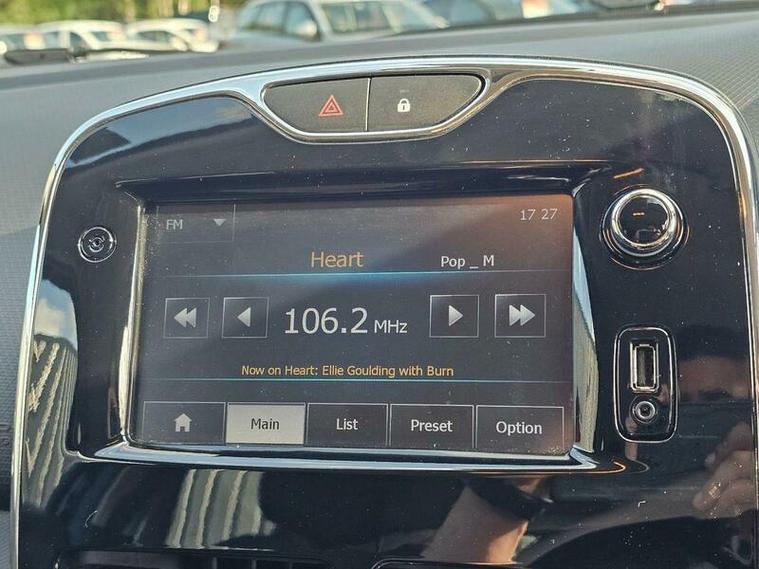 FM
17 27
Heart
Pop _ M
106.2 MHz
Now on Heart: Ellie Goulding with Burn
Main
List
Preset
Option